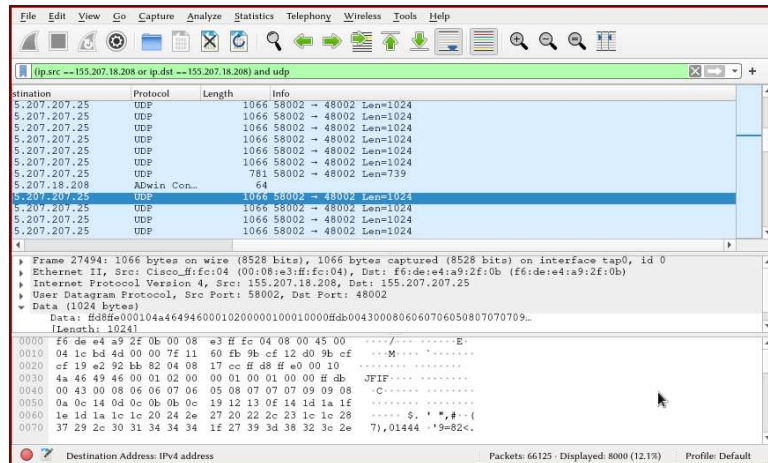 File Edit View Go Capture Analyze Statistics Telephony Wireless Tools Help
(ip.src ==155.207.18.208 or ip.dst ==155.207.18.208) and udp
stination Protocol Length Info
5.207.207.25 UDP 1066 58002 → 48002 Len=1024
5.207.207.25 UDP 1066 58002 → 48002 Len=1024
5.207.207.25 UDP 1066 58002 → 48002 Len=1024
5.207.207.25 UDP 1066 58002 → 48002 Len=1024
5.207.207.25 UDP 1066 58002 → 48002 Len=1024
5.207.207.25 UDP 1066 58002 → 48002 Len=1024
5.207.207.25 UDP 781 58002 → 48002 Len=739
5.207.18.208 ADwin Con… 64
5.207.207.25 UDP 1066 58002 → 48002 Len=1024
5.207.207.25 UDP 1066 58002 → 48002 Len=1024
5.207.207.25 UDP 1066 58002 → 48002 Len=1024
5.207.207.25 UDP 1066 58002 → 48002 Len=1024
Frame 27494: 1066 bytes on wire (8528 bits), 1066 bytes captured (8528 bits) on interface tap0, id 0
Ethernet II, Src: Cisco_ff:fc:04 (00:08:e3:ff:fc:04), Dst: f6:de:e4:a9:2f:0b (f6:de:e4:a9:2f:0b)
Internet Protocol Version 4, Src: 155.207.18.208, Dst: 155.207.207.25
User Datagram Protocol, Src Port: 58002, Dst Port: 48002
Data (1024 bytes)
Data: ffd8ffe000104a46494600010200000100010000ffdb0043000806060706050807070709…
[Length: 1024]
0000 f6 de e4 a9 2f 0b 00 08 e3 ff fc 04 08 00 45 00 ····/··· ······E·
0010 04 1c bd 4d 00 00 7f 11 60 fb 9b cf 12 d0 9b cf ···M···· `·······
0020 cf 19 e2 92 bb 82 04 08 17 cc ff d8 ff e0 00 10 ········ ········
0030 4a 46 49 46 00 01 02 00 00 01 00 01 00 00 ff db JFIF···· ········
0040 00 43 00 08 06 06 07 06 05 08 07 07 07 09 09 08 ·C······ ········
0050 0a 0c 14 0d 0c 0b 0b 0c 19 12 13 0f 14 1d 1a 1f ········ ········
0060 1e 1d 1a 1c 1c 20 24 2e 27 20 22 2c 23 1c 1c 28 ····· $. ' ",#··(
0070 37 29 2c 30 31 34 34 34 1f 27 39 3d 38 32 3c 2e 7),01444 ·'9=82<.
Destination Address: IPv4 address Packets: 66125 · Displayed: 8000 (12.1%) Profile: Default